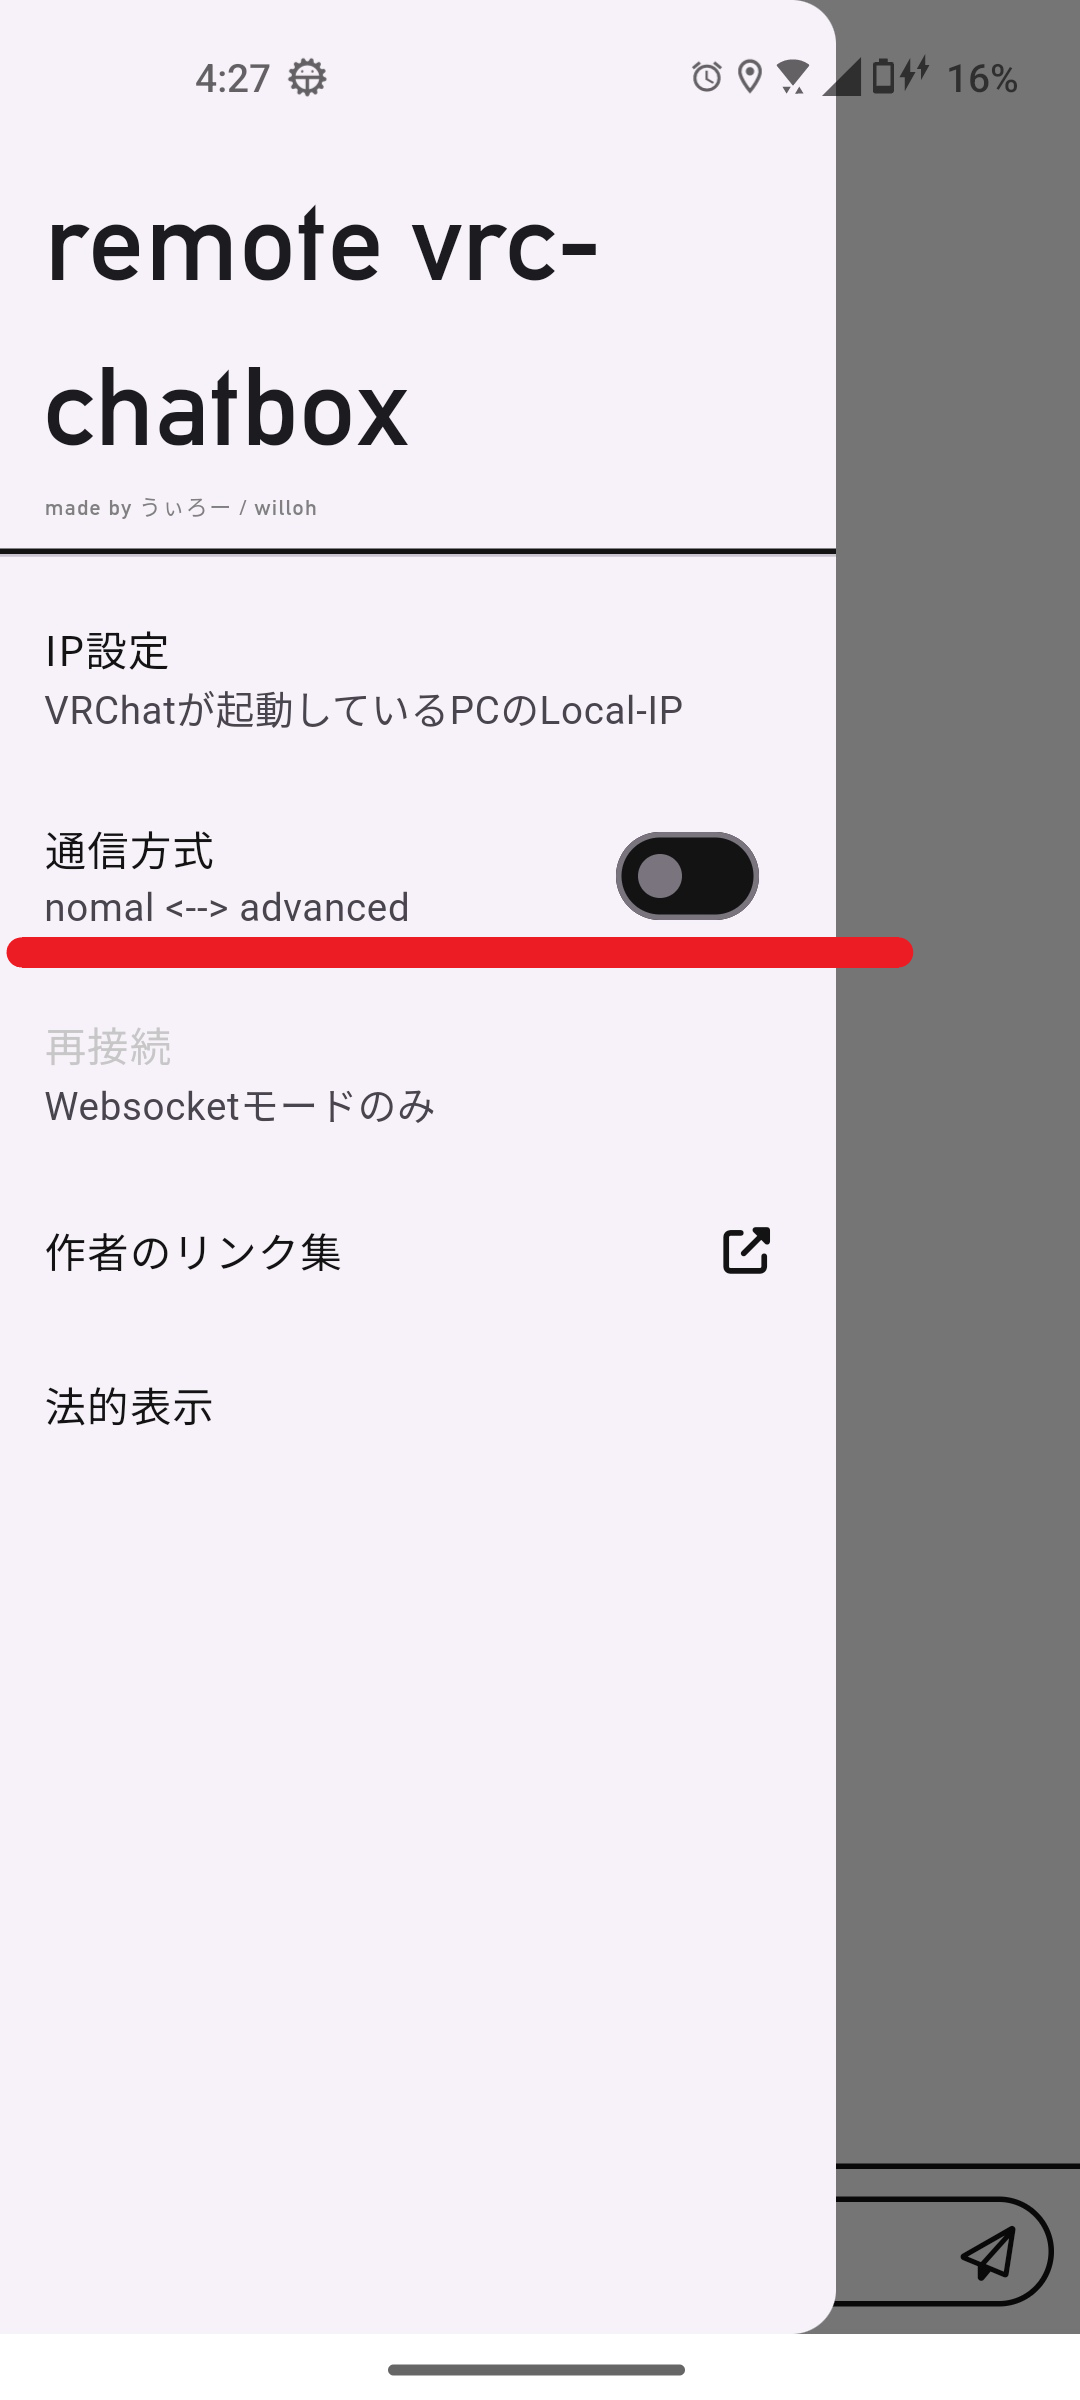 4:27
16%
remote vrc-
chatbox
made by うぃろー / willoh
IP設定
VRChatが起動しているPCのLocal-IP
通信方式
nomal <--> advanced
再接続
Websocketモードのみ
作者のリンク集
法的表示